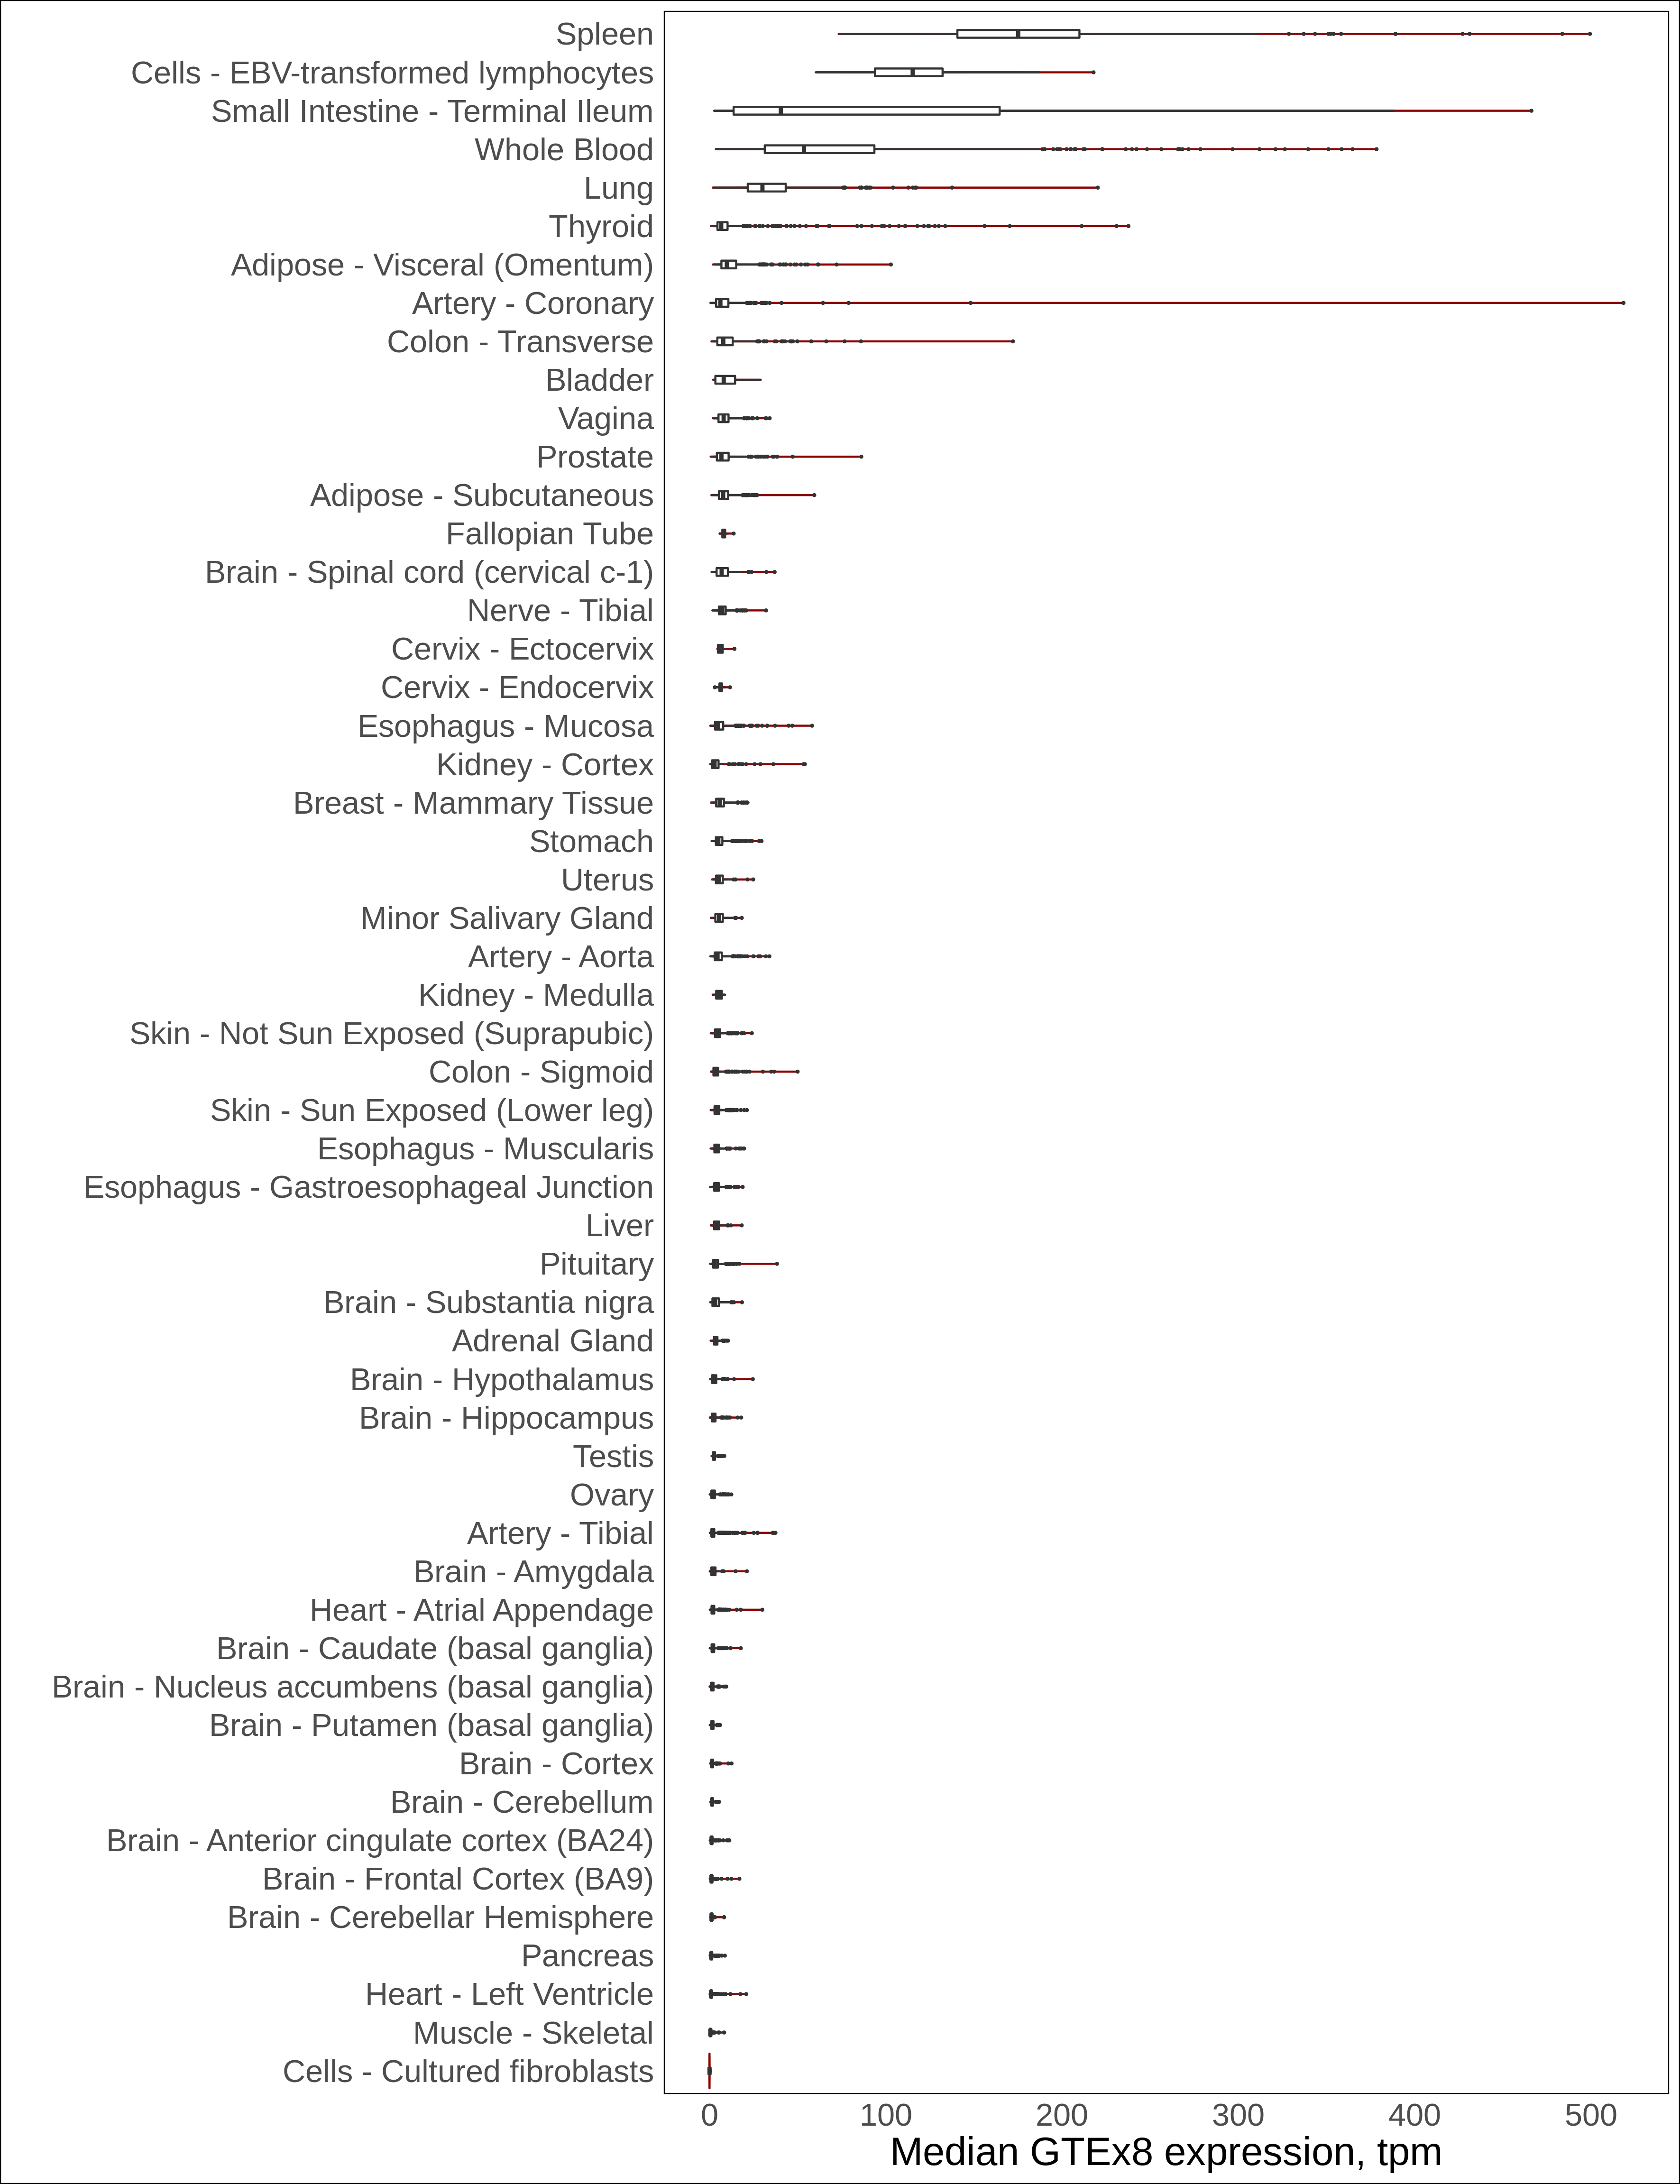 Spleen
Cells - EBV-transformed lymphocytes
Small Intestine - Terminal Ileum
Whole Blood
Lung
Thyroid
Adipose - Visceral (Omentum)
Artery - Coronary
Colon - Transverse
Bladder
Vagina
Prostate
Adipose - Subcutaneous
Fallopian Tube
Brain - Spinal cord (cervical c-1)
Nerve - Tibial
Cervix - Ectocervix
Cervix - Endocervix
Esophagus - Mucosa
Kidney - Cortex
Breast - Mammary Tissue
Stomach
Uterus
Minor Salivary Gland
Artery - Aorta
Kidney - Medulla
Skin - Not Sun Exposed (Suprapubic)
Colon - Sigmoid
Skin - Sun Exposed (Lower leg)
Esophagus - Muscularis
Esophagus - Gastroesophageal Junction
Liver
Pituitary
Brain - Substantia nigra
Adrenal Gland
Brain - Hypothalamus
Brain - Hippocampus
Testis
Ovary
Artery - Tibial
Brain - Amygdala
Heart - Atrial Appendage
Brain - Caudate (basal ganglia)
Brain - Nucleus accumbens (basal ganglia)
Brain - Putamen (basal ganglia)
Brain - Cortex
Brain - Cerebellum
Brain - Anterior cingulate cortex (BA24)
Brain - Frontal Cortex (BA9)
Brain - Cerebellar Hemisphere
Pancreas
Heart - Left Ventricle
Muscle - Skeletal
Cells - Cultured fibroblasts
0 100 200 300 400 500
Median GTEx8 expression, tpm